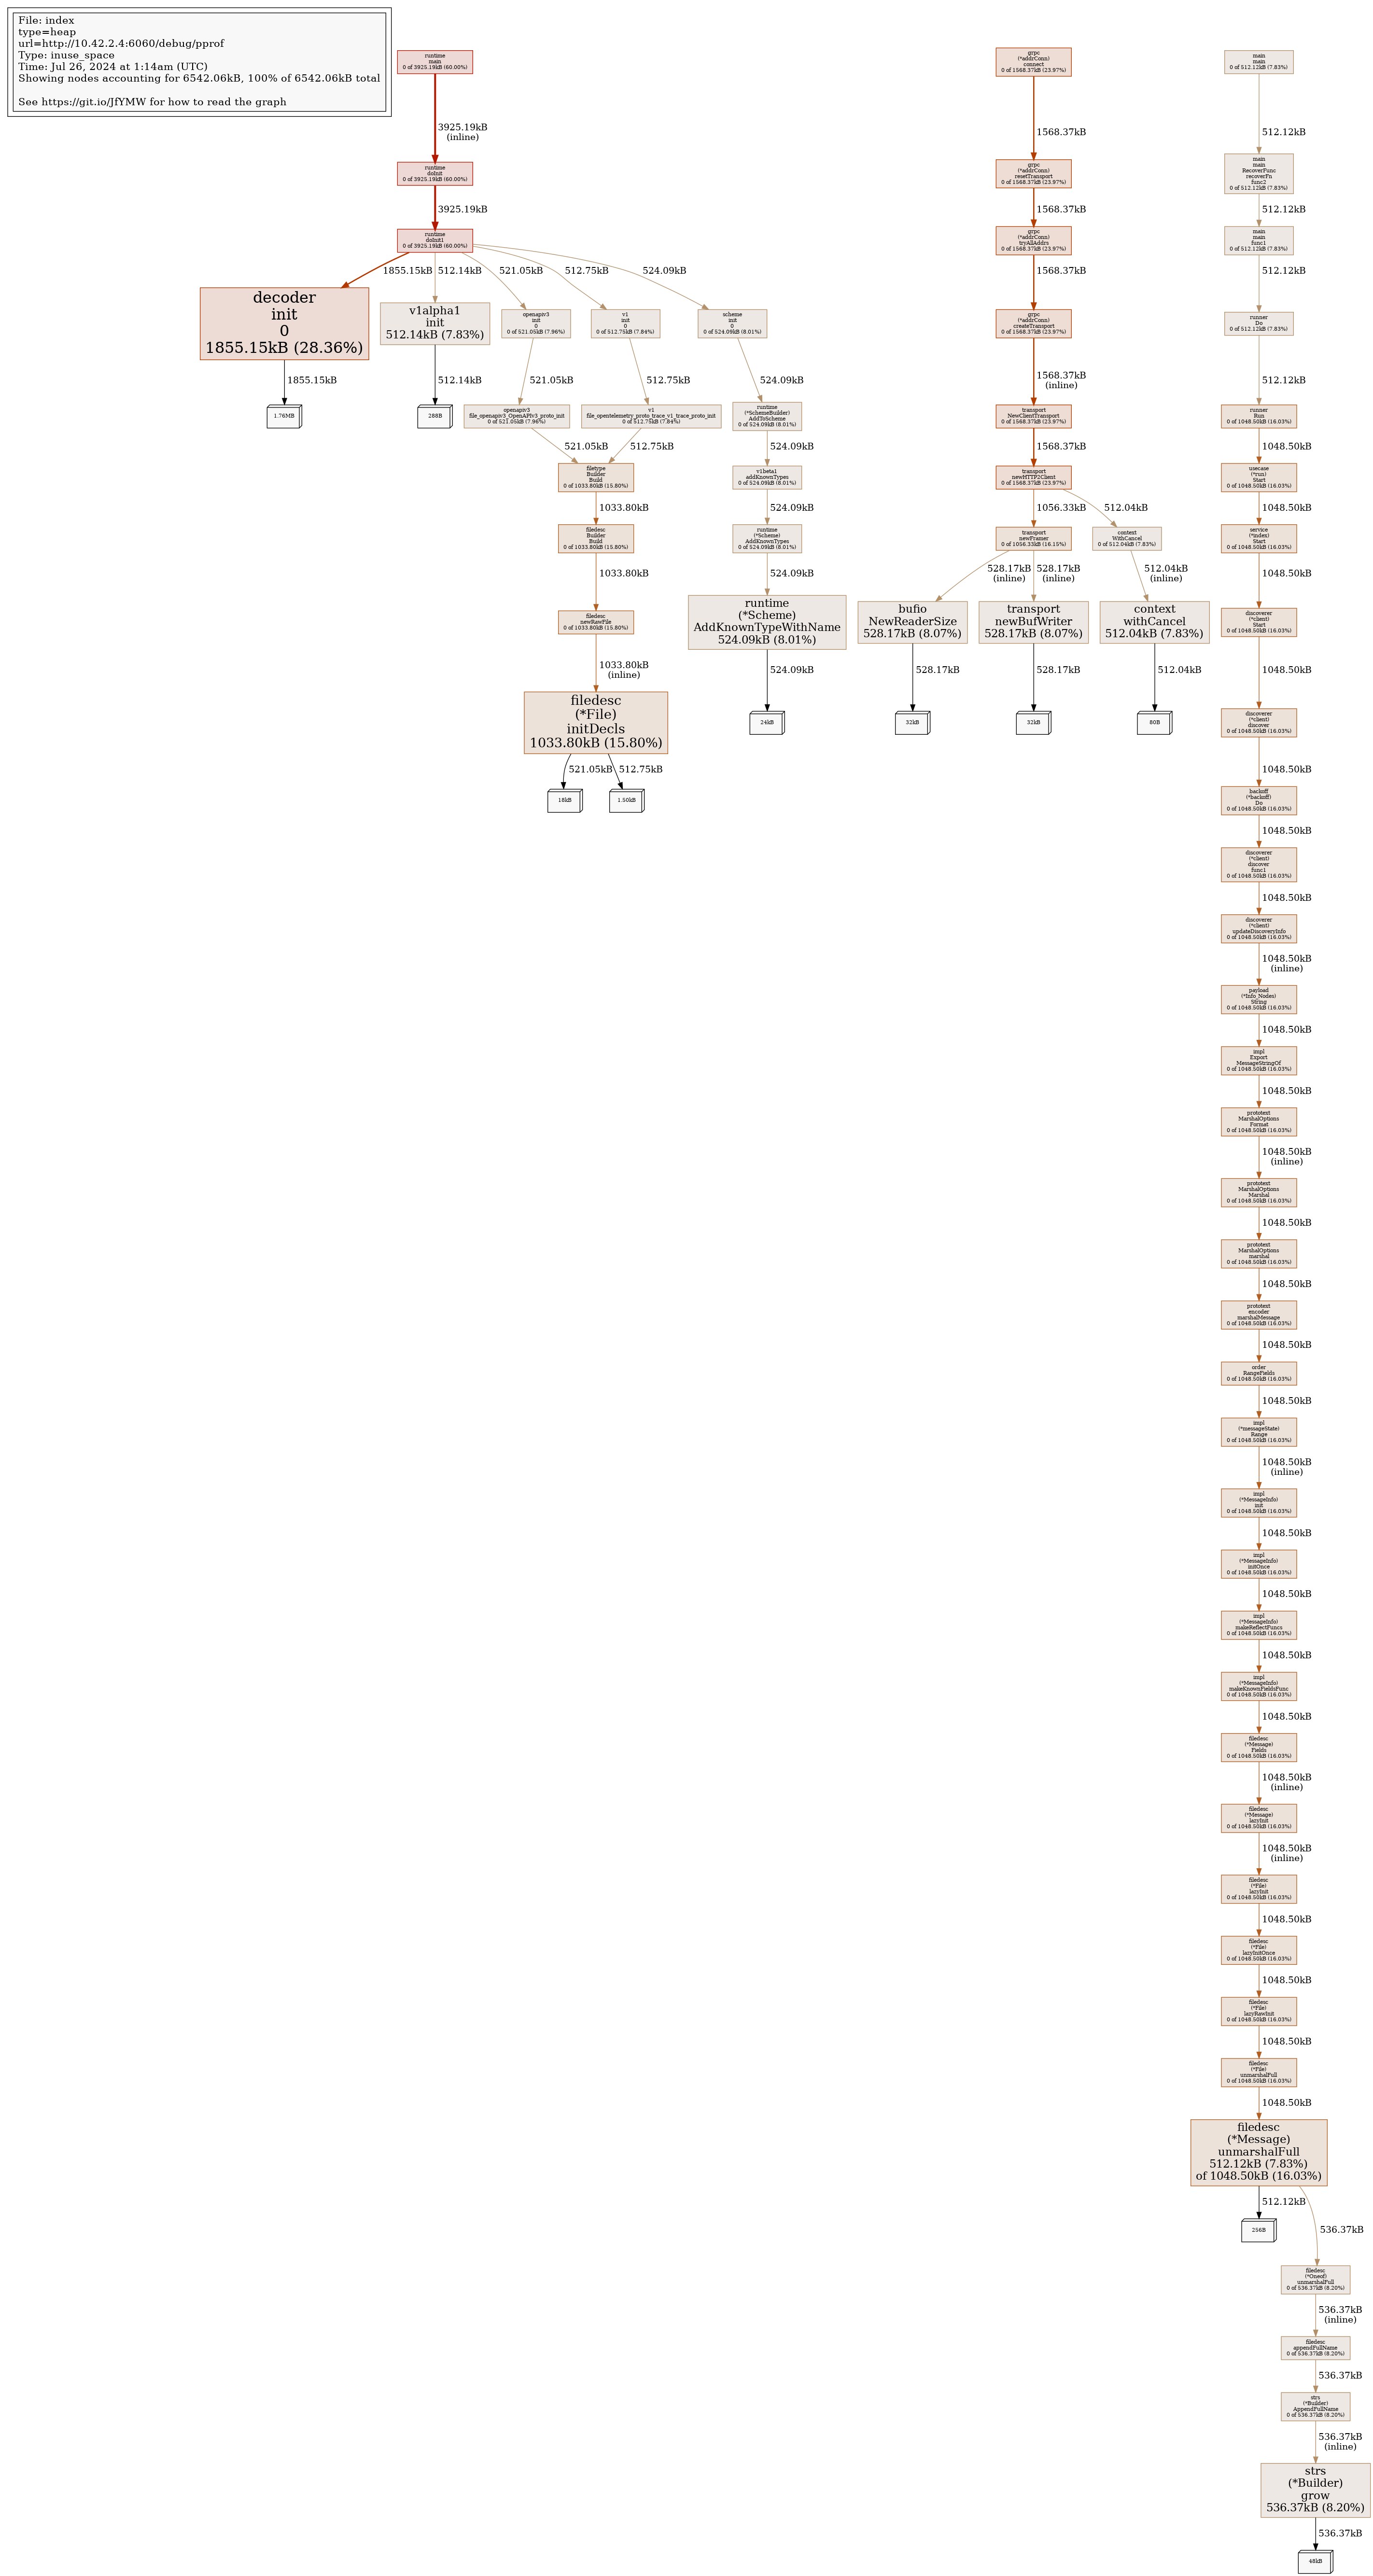 File: index
type=heap
url=http://10.42.2.4:6060/debug/pprof
Type: inuse_space
Time: Jul 26, 2024 at 1:14am (UTC)
Showing nodes accounting for 6542.06kB, 100% of 6542.06kB total
See https://git.io/JfYMW for how to read the graph
runtime
main
0 of 3925.19kB (60.00%)
3925.19kB
(inline)
runtime
doInit
0 of 3925.19kB (60.00%)
3925.19kB
runtime
doInit1
0 of 3925.19kB (60.00%)
1855.15kB
512.14kB
521.05kB
512.75kB
524.09kB
decoder
init
0
1855.15kB (28.36%)
1855.15kB
1.76MB
v1alpha1
init
512.14kB (7.83%)
512.14kB
288B
openapiv3
init
0
0 of 521.05kB (7.96%)
521.05kB
openapiv3
file_openapiv3_OpenAPIv3_proto_init
0 of 521.05kB (7.96%)
521.05kB
v1
init
0
0 of 512.75kB (7.84%)
512.75kB
v1
file_opentelemetry_proto_trace_v1_trace_proto_init
0 of 512.75kB (7.84%)
512.75kB
filetype
Builder
Build
0 of 1033.80kB (15.80%)
1033.80kB
filedesc
Builder
Build
0 of 1033.80kB (15.80%)
1033.80kB
filedesc
newRawFile
0 of 1033.80kB (15.80%)
1033.80kB
(inline)
filedesc
(*File)
initDecls
1033.80kB (15.80%)
521.05kB
512.75kB
18kB
1.50kB
scheme
init
0
0 of 524.09kB (8.01%)
524.09kB
runtime
(*SchemeBuilder)
AddToScheme
0 of 524.09kB (8.01%)
524.09kB
v1beta1
addKnownTypes
0 of 524.09kB (8.01%)
524.09kB
runtime
(*Scheme)
AddKnownTypes
0 of 524.09kB (8.01%)
524.09kB
runtime
(*Scheme)
AddKnownTypeWithName
524.09kB (8.01%)
524.09kB
24kB
grpc
(*addrConn)
connect
0 of 1568.37kB (23.97%)
1568.37kB
grpc
(*addrConn)
resetTransport
0 of 1568.37kB (23.97%)
1568.37kB
grpc
(*addrConn)
tryAllAddrs
0 of 1568.37kB (23.97%)
1568.37kB
grpc
(*addrConn)
createTransport
0 of 1568.37kB (23.97%)
1568.37kB
(inline)
transport
NewClientTransport
0 of 1568.37kB (23.97%)
1568.37kB
transport
newHTTP2Client
0 of 1568.37kB (23.97%)
1056.33kB
512.04kB
transport
newFramer
0 of 1056.33kB (16.15%)
528.17kB
(inline)
528.17kB
(inline)
context
WithCancel
0 of 512.04kB (7.83%)
512.04kB
(inline)
bufio
NewReaderSize
528.17kB (8.07%)
528.17kB
32kB
transport
newBufWriter
528.17kB (8.07%)
528.17kB
32kB
context
withCancel
512.04kB (7.83%)
512.04kB
80B
main
main
0 of 512.12kB (7.83%)
512.12kB
main
main
RecoverFunc
recoverFn
func2
0 of 512.12kB (7.83%)
512.12kB
main
main
func1
0 of 512.12kB (7.83%)
512.12kB
runner
Do
0 of 512.12kB (7.83%)
512.12kB
runner
Run
0 of 1048.50kB (16.03%)
1048.50kB
usecase
(*run)
Start
0 of 1048.50kB (16.03%)
1048.50kB
service
(*index)
Start
0 of 1048.50kB (16.03%)
1048.50kB
discoverer
(*client)
Start
0 of 1048.50kB (16.03%)
1048.50kB
discoverer
(*client)
discover
0 of 1048.50kB (16.03%)
1048.50kB
backoff
(*backoff)
Do
0 of 1048.50kB (16.03%)
1048.50kB
discoverer
(*client)
discover
func1
0 of 1048.50kB (16.03%)
1048.50kB
discoverer
(*client)
updateDiscoveryInfo
0 of 1048.50kB (16.03%)
1048.50kB
(inline)
payload
(*Info_Nodes)
String
0 of 1048.50kB (16.03%)
1048.50kB
impl
Export
MessageStringOf
0 of 1048.50kB (16.03%)
1048.50kB
prototext
MarshalOptions
Format
0 of 1048.50kB (16.03%)
1048.50kB
(inline)
prototext
MarshalOptions
Marshal
0 of 1048.50kB (16.03%)
1048.50kB
prototext
MarshalOptions
marshal
0 of 1048.50kB (16.03%)
1048.50kB
prototext
encoder
marshalMessage
0 of 1048.50kB (16.03%)
1048.50kB
order
RangeFields
0 of 1048.50kB (16.03%)
1048.50kB
impl
(*messageState)
Range
0 of 1048.50kB (16.03%)
1048.50kB
(inline)
impl
(*MessageInfo)
init
0 of 1048.50kB (16.03%)
1048.50kB
impl
(*MessageInfo)
initOnce
0 of 1048.50kB (16.03%)
1048.50kB
impl
(*MessageInfo)
makeReflectFuncs
0 of 1048.50kB (16.03%)
1048.50kB
impl
(*MessageInfo)
makeKnownFieldsFunc
0 of 1048.50kB (16.03%)
1048.50kB
filedesc
(*Message)
Fields
0 of 1048.50kB (16.03%)
1048.50kB
(inline)
filedesc
(*Message)
lazyInit
0 of 1048.50kB (16.03%)
1048.50kB
(inline)
filedesc
(*File)
lazyInit
0 of 1048.50kB (16.03%)
1048.50kB
filedesc
(*File)
lazyInitOnce
0 of 1048.50kB (16.03%)
1048.50kB
filedesc
(*File)
lazyRawInit
0 of 1048.50kB (16.03%)
1048.50kB
filedesc
(*File)
unmarshalFull
0 of 1048.50kB (16.03%)
1048.50kB
filedesc
(*Message)
unmarshalFull
512.12kB (7.83%)
of 1048.50kB (16.03%)
512.12kB
256B
536.37kB
filedesc
(*Oneof)
unmarshalFull
0 of 536.37kB (8.20%)
536.37kB
(inline)
filedesc
appendFullName
0 of 536.37kB (8.20%)
536.37kB
strs
(*Builder)
AppendFullName
0 of 536.37kB (8.20%)
536.37kB
(inline)
strs
(*Builder)
grow
536.37kB (8.20%)
536.37kB
48kB